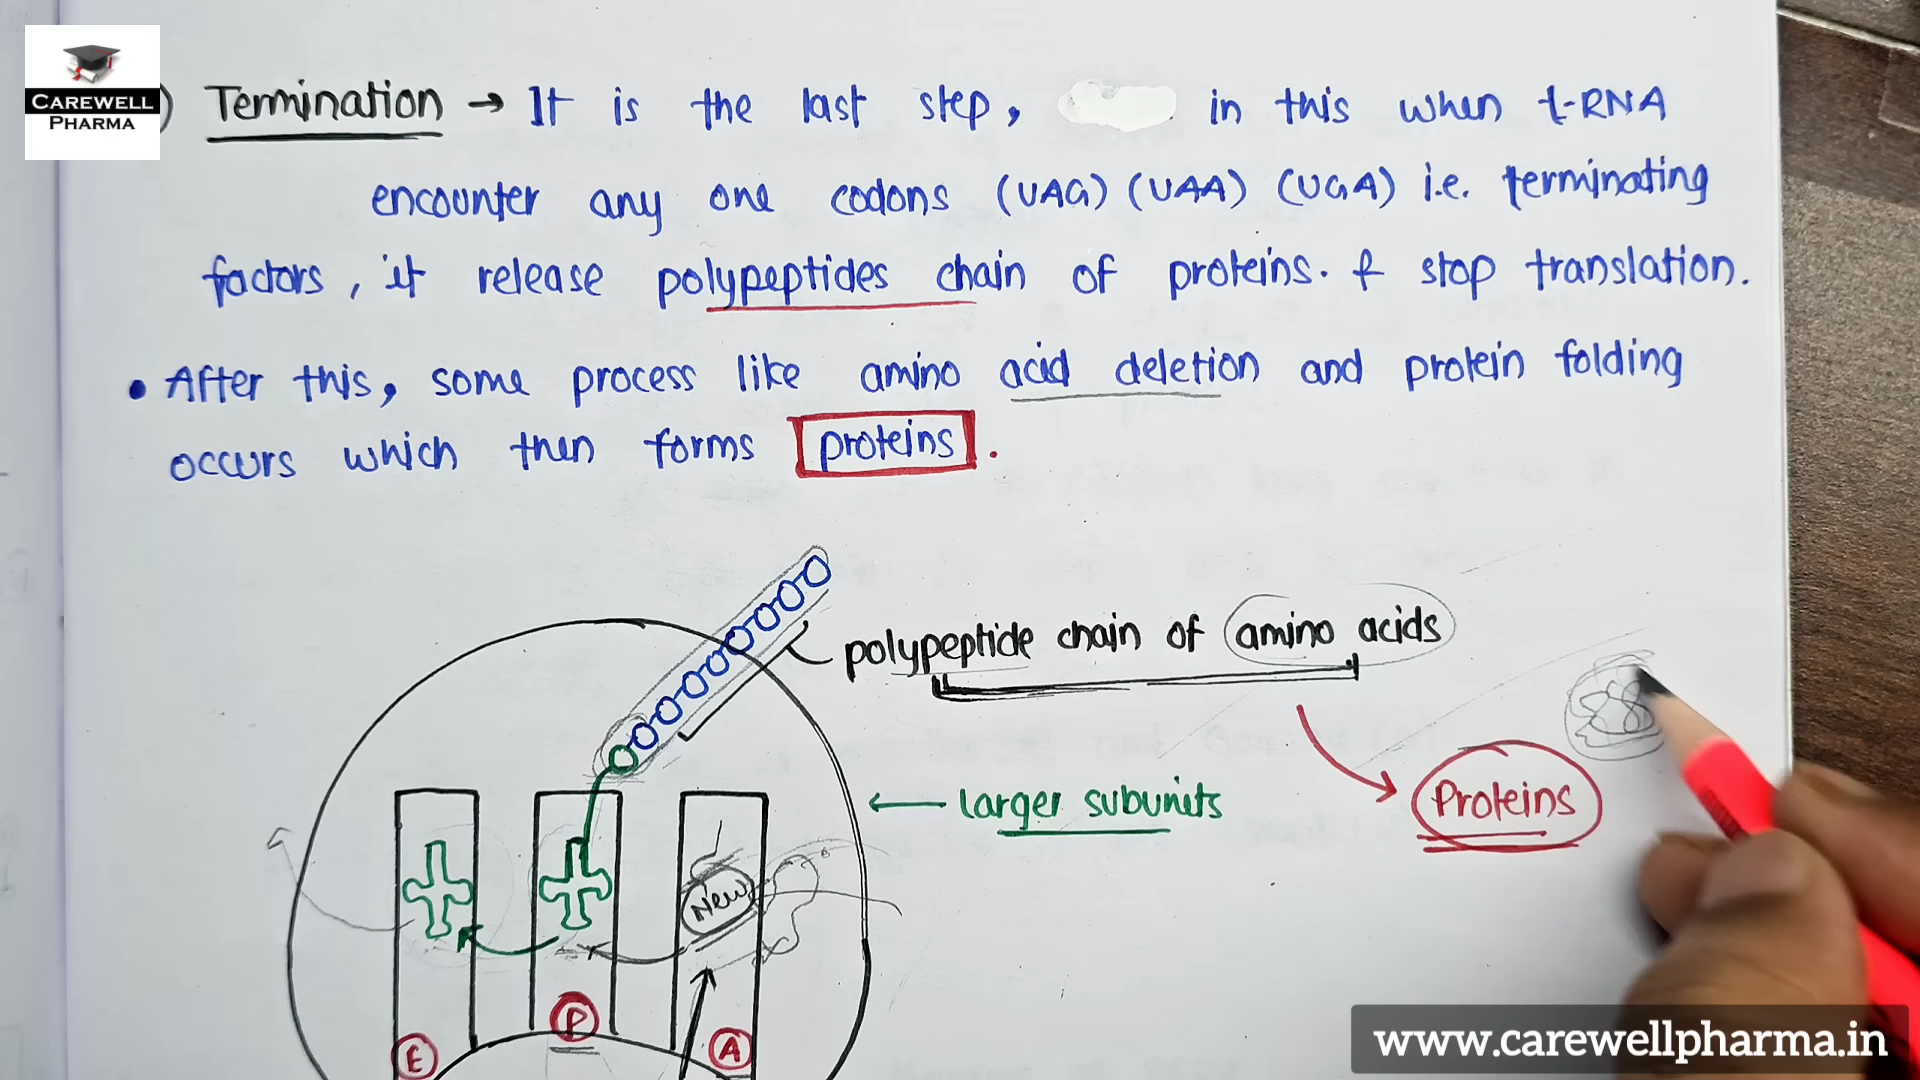 CAREWELL
PHARMA
) Termination → It is the last step, in this when t-RNA
encounter any one codons (UAG) (UAA) (UGA) i.e. terminating
factors, it release polypeptides chain of proteins. & stop translation.
• After this, some process like amino acid deletion and protein folding
occurs which then forms proteins.
polypeptide chain of amino acids
← larger subunits
Proteins
New
E
P
A
www.carewellpharma.in